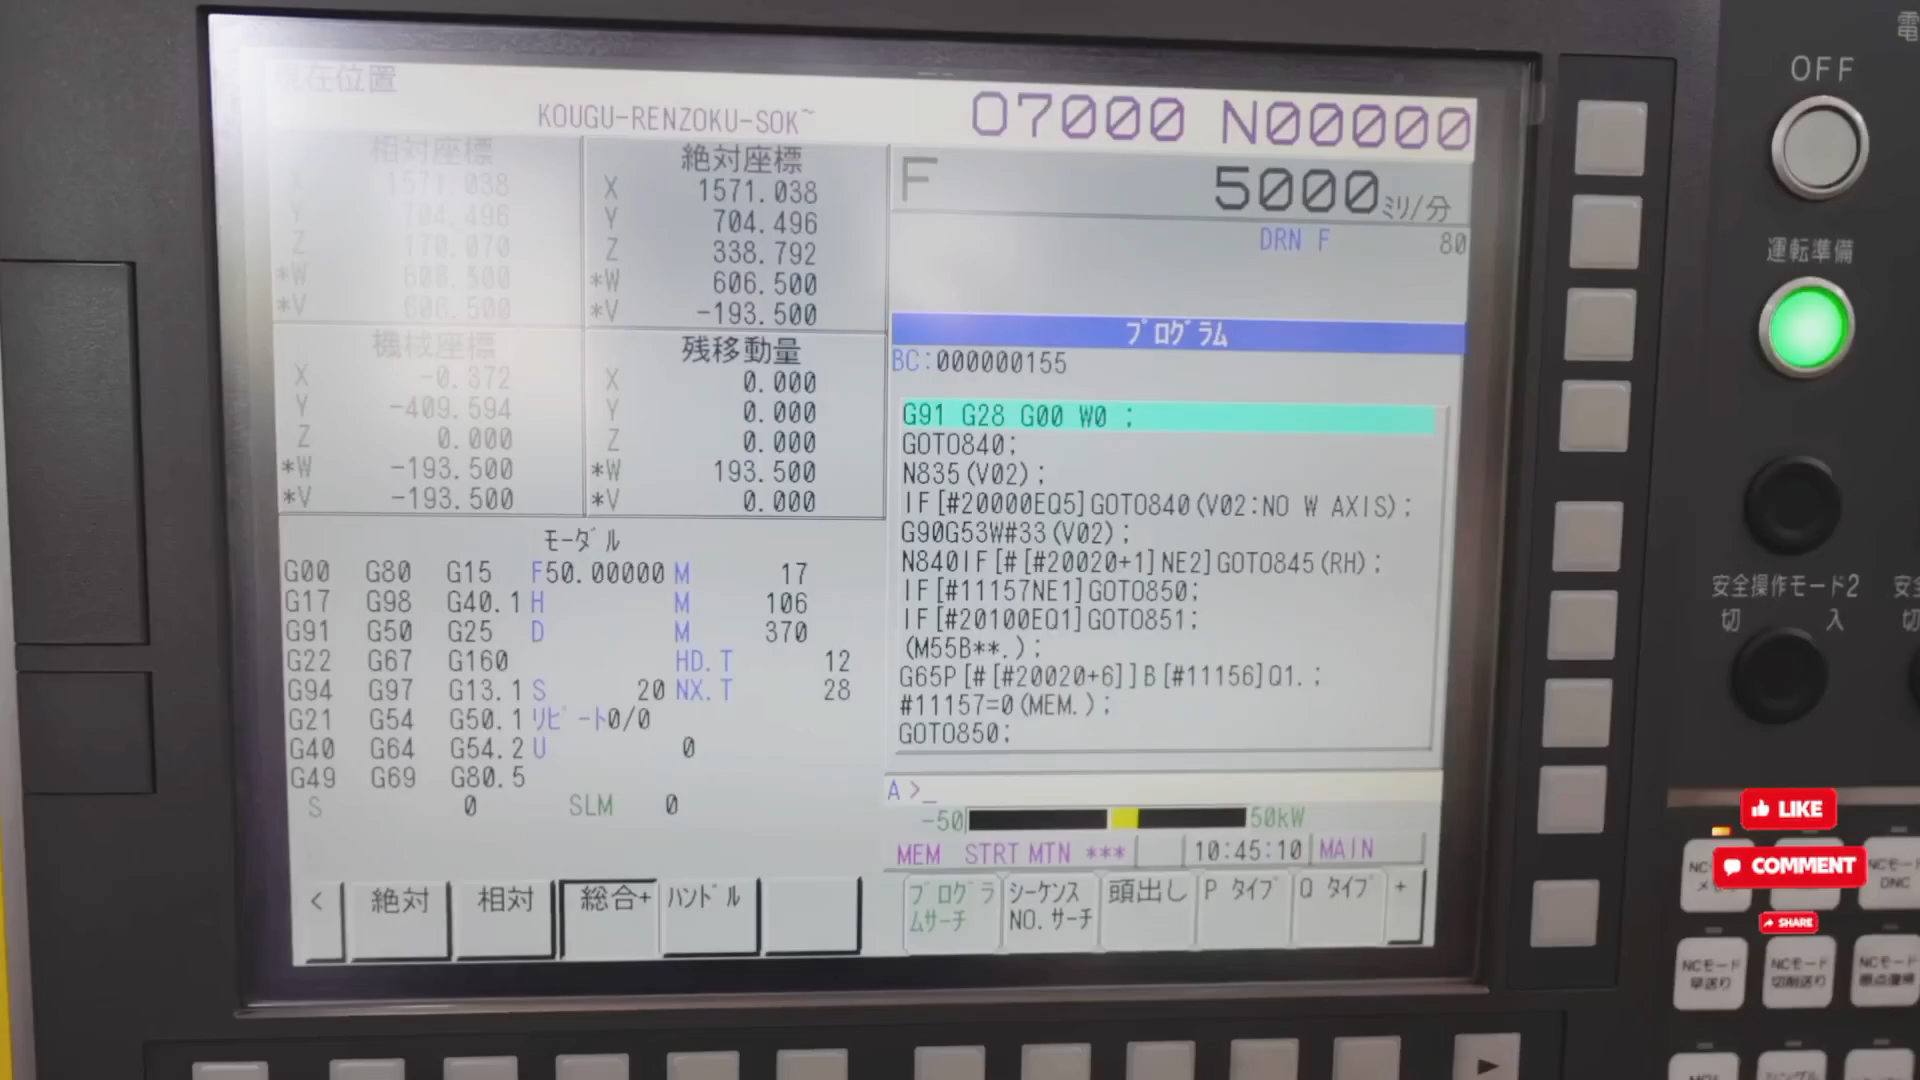 現在位置
KOUGU-RENZOKU-SOK~
O7000 N00000
相対座標
X 1571.038
Y 704.496
Z 170.070
*W 606.500
*V 606.500
絶対座標
X 1571.038
Y 704.496
Z 338.792
*W 606.500
*V -193.500
機械座標
X -0.372
Y -409.594
Z 0.000
*W -193.500
*V -193.500
残移動量
X 0.000
Y 0.000
Z 0.000
*W 193.500
*V 0.000
F 5000 ミリ/分
DRN F 80
プログラム
BC:000000155
G91 G28 G00 W0 ;
GOTO840;
N835(V02);
IF[#20000EQ5]GOTO840(V02:NO W AXIS);
G90G53W#33(V02);
N840IF[#[#20020+1]NE2]GOTO845(RH);
IF[#11157NE1]GOTO850;
IF[#20100EQ1]GOTO851;
(M55B**.);
G65P[#[#20020+6]]B[#11156]Q1.;
#11157=0(MEM.);
GOTO850;
モーダル
G00 G80 G15 F50.00000 M 17
G17 G98 G40.1 H M 106
G91 G50 G25 D M 370
G22 G67 G160 HD.T 12
G94 G97 G13.1 S 20 NX.T 28
G21 G54 G50.1 リピート0/0
G40 G64 G54.2 U 0
G49 G69 G80.5
S 0 SLM 0
A >_
-50 50kW
MEM STRT MTN *** 10:45:10 MAIN
< 絶対 相対 総合+ ハンドル
プログラムサーチ シーケンスNO.サーチ 頭出し P タイプ Q タイプ +
電
OFF
運転準備
安全操作モード2
切 入
安全
切
LIKE
COMMENT
SHARE
NCモード
DNC
NCモード
早送り
NCモード
切削送り
NCモード
原点復帰